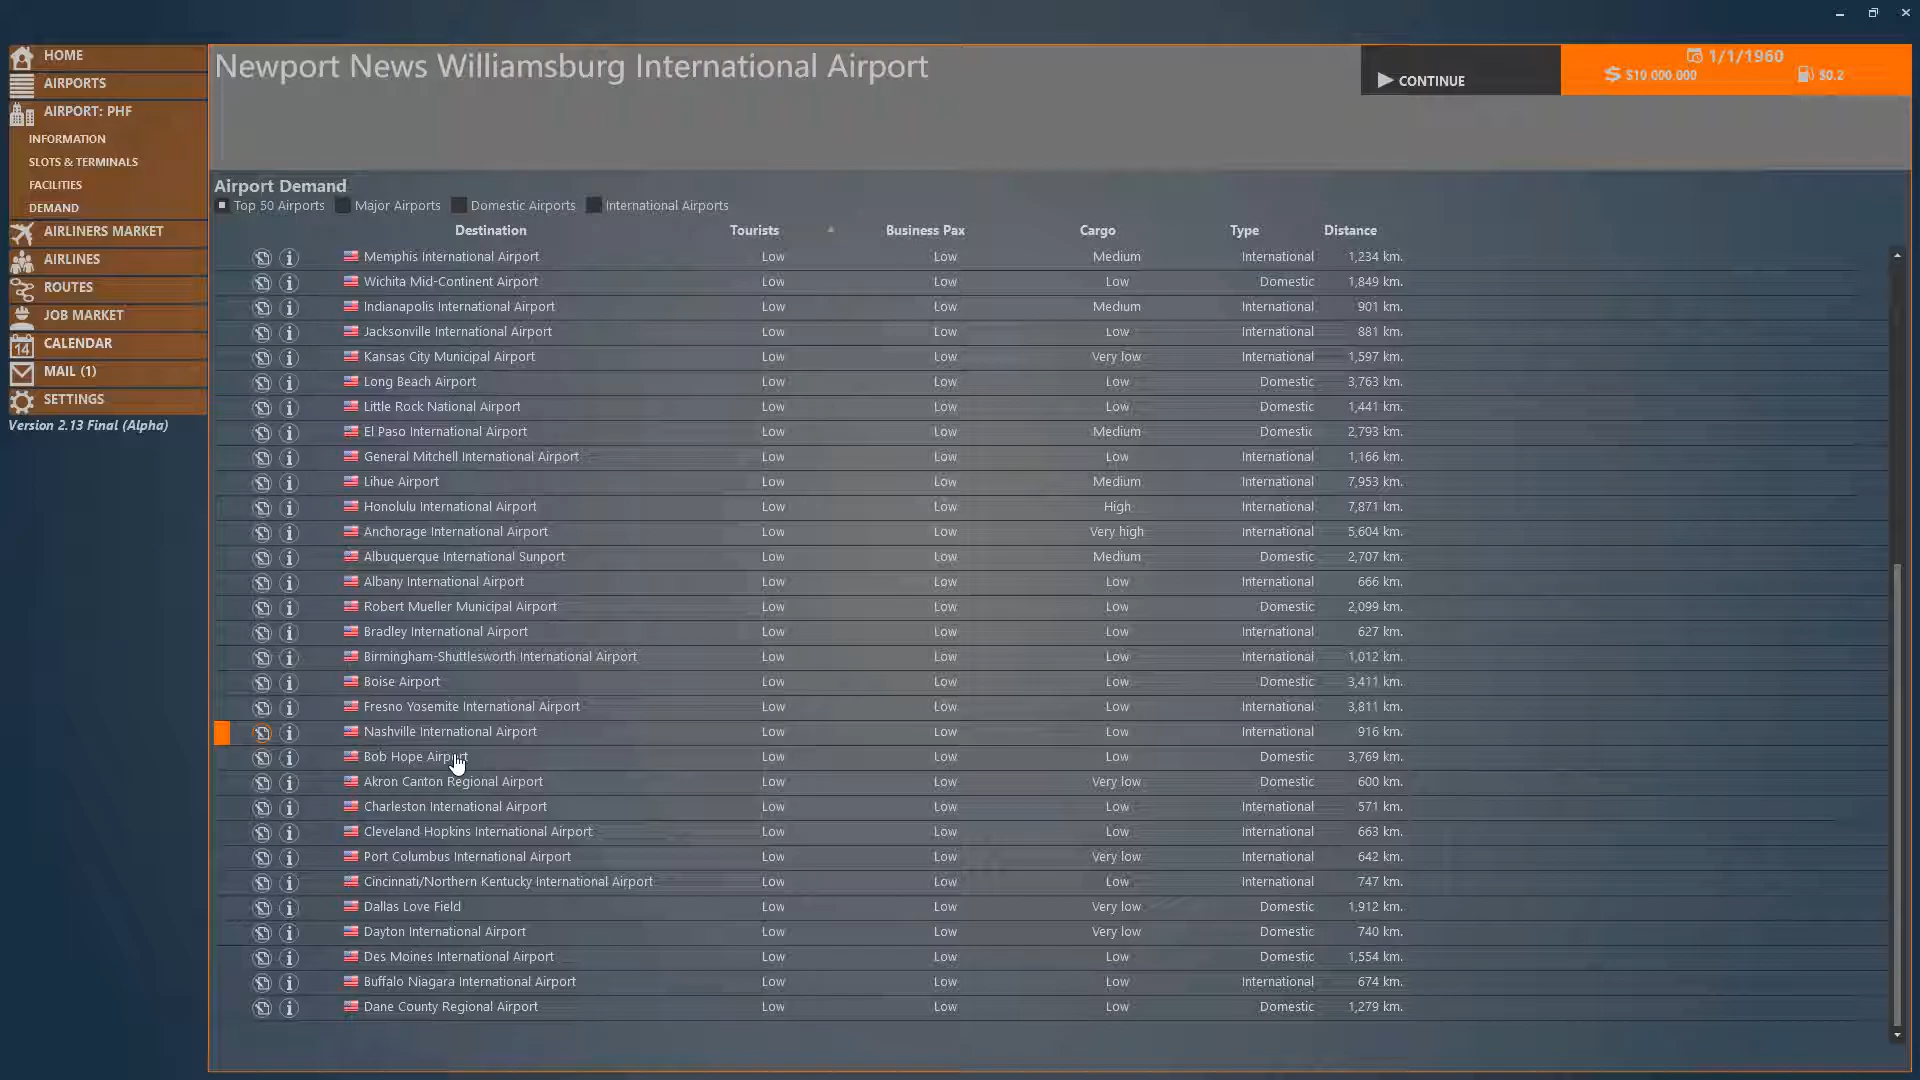 Newport News Williamsburg International Airport
CONTINUE
1/1/1960
$10 000 000 $0.2
HOME
AIRPORTS
AIRPORT: PHF
INFORMATION
SLOTS & TERMINALS
FACILITIES
DEMAND
AIRLINERS MARKET
AIRLINES
ROUTES
JOB MARKET
14 CALENDAR
MAIL (1)
SETTINGS
Version 2.13 Final (Alpha)
Airport Demand
Top 50 Airports Major Airports Domestic Airports International Airports
Destination Tourists Business Pax Cargo Type Distance
Memphis International Airport Low Low Medium International 1,234 km.
Wichita Mid-Continent Airport Low Low Low Domestic 1,849 km.
Indianapolis International Airport Low Low Medium International 901 km.
Jacksonville International Airport Low Low Low International 881 km.
Kansas City Municipal Airport Low Low Very low International 1,597 km.
Long Beach Airport Low Low Low Domestic 3,763 km.
Little Rock National Airport Low Low Low Domestic 1,441 km.
El Paso International Airport Low Low Medium Domestic 2,793 km.
General Mitchell International Airport Low Low Low International 1,166 km.
Lihue Airport Low Low Medium International 7,953 km.
Honolulu International Airport Low Low High International 7,871 km.
Anchorage International Airport Low Low Very high International 5,604 km.
Albuquerque International Sunport Low Low Medium Domestic 2,707 km.
Albany International Airport Low Low Low International 666 km.
Robert Mueller Municipal Airport Low Low Low Domestic 2,099 km.
Bradley International Airport Low Low Low International 627 km.
Birmingham-Shuttlesworth International Airport Low Low Low International 1,012 km.
Boise Airport Low Low Low Domestic 3,411 km.
Fresno Yosemite International Airport Low Low Low International 3,811 km.
Nashville International Airport Low Low Low International 916 km.
Bob Hope Airport Low Low Low Domestic 3,769 km.
Akron Canton Regional Airport Low Low Very low Domestic 600 km.
Charleston International Airport Low Low Low International 571 km.
Cleveland Hopkins International Airport Low Low Low International 663 km.
Port Columbus International Airport Low Low Very low International 642 km.
Cincinnati/Northern Kentucky International Airport Low Low Low International 747 km.
Dallas Love Field Low Low Very low Domestic 1,912 km.
Dayton International Airport Low Low Very low Domestic 740 km.
Des Moines International Airport Low Low Low Domestic 1,554 km.
Buffalo Niagara International Airport Low Low Low International 674 km.
Dane County Regional Airport Low Low Low Domestic 1,279 km.